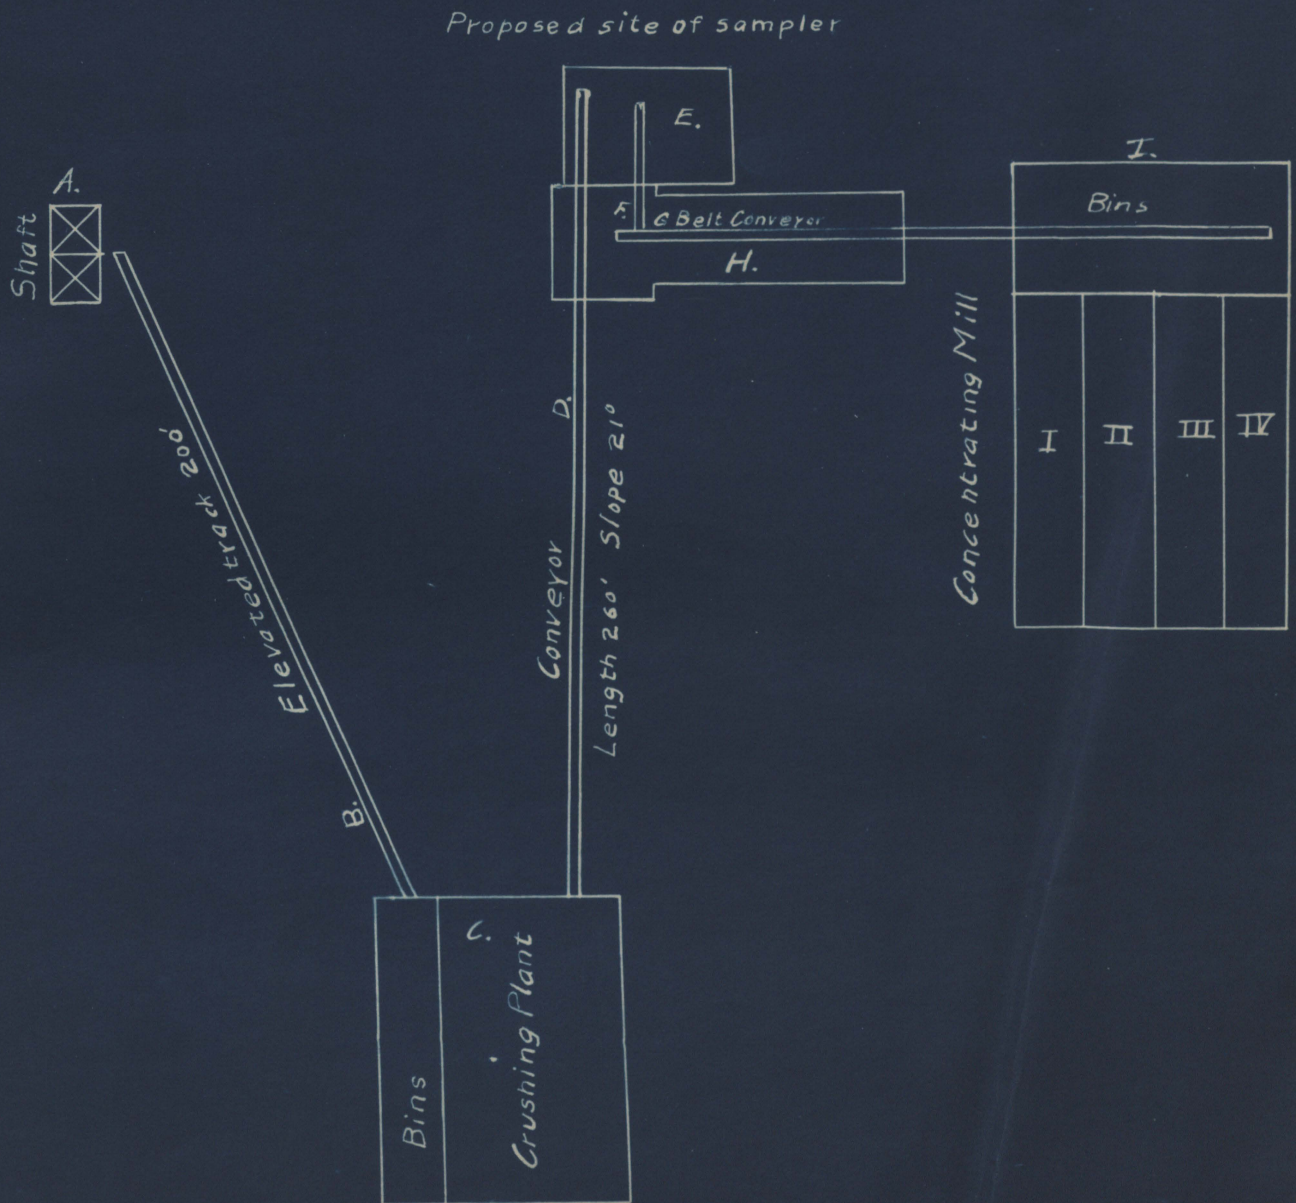 Proposed site of sampler
E.
I.
Bins
A.
Shaft
F.
G Belt Conveyor
H.
Concentrating Mill
I
II
III
IV
D.
Conveyor
Length 260' Slope 21°
Elevated track 200'
B.
C.
Crushing Plant
Bins